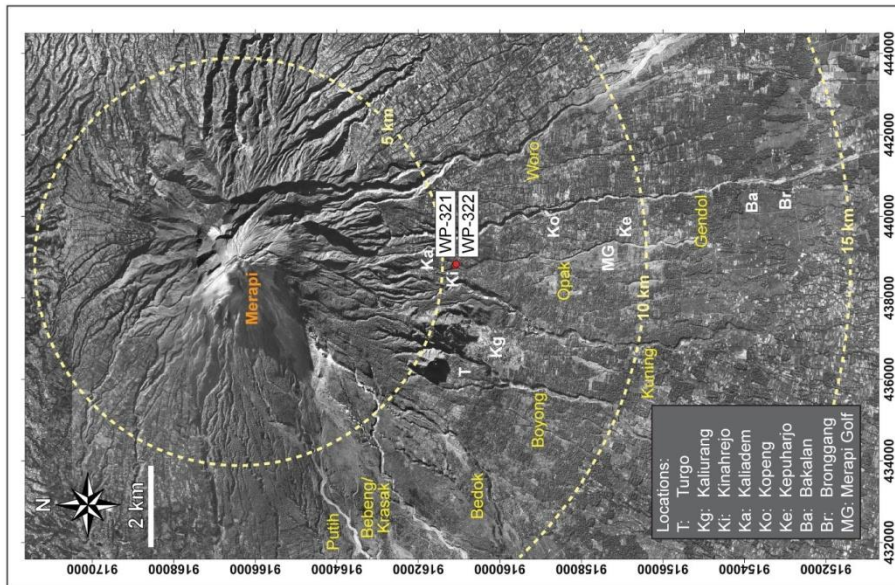 N
2 km
Merapi
5 km
Putih
Bebeng/
Krasak
Bedok
Boyong
Kuning
Opak
Gendol
Woro
T
Kg
Ki
Ka
WP-321
WP-322
Ko
MG
Ke
Ba
Br
10 km
15 km
Locations:
T: Turgo
Kg: Kaliurang
Ki: Kinahrejo
Ka: Kaliadem
Ko: Kopeng
Ke: Kepuharjo
Ba: Bakalan
Br: Bronggang
MG: Merapi Golf
432000 434000 436000 438000 440000 442000 444000
9170000
9168000
9166000
9164000
9162000
9160000
9158000
9156000
9154000
9152000